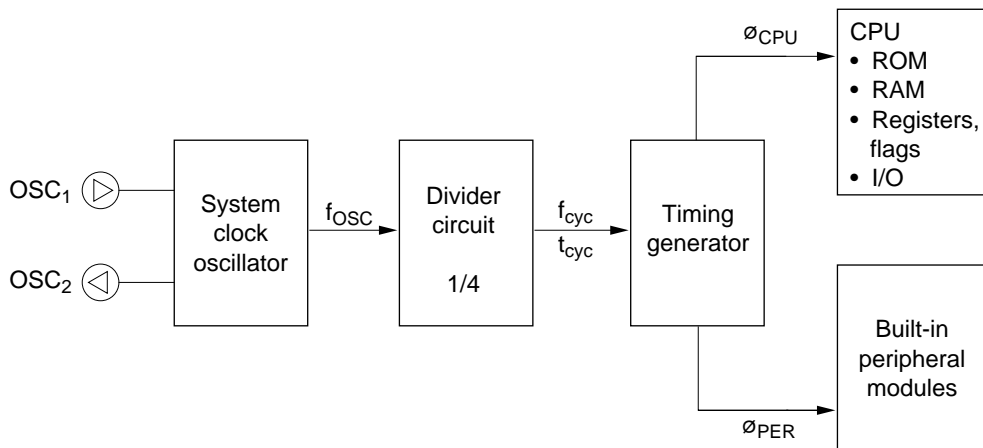 OSC1
OSC2
System
clock
oscillator
fOSC
Divider
circuit
1/4
fcyc
tcyc
Timing
generator
øCPU
øPER
CPU
• ROM
• RAM
• Registers,
flags
• I/O
Built-in
peripheral
modules